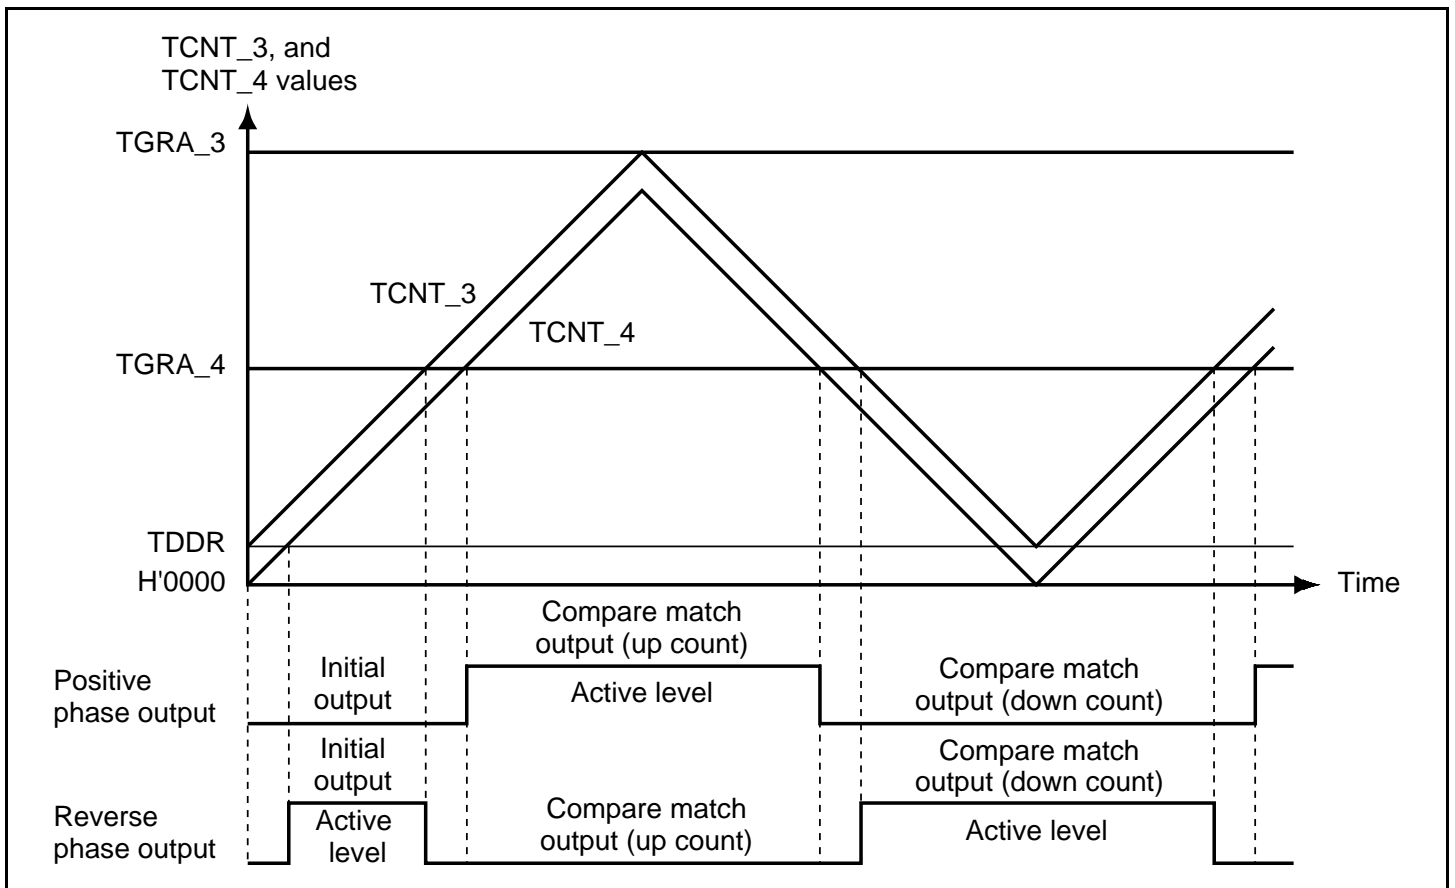 TCNT_3, and
TCNT_4 values
TGRA_3
TCNT_3
TCNT_4
TGRA_4
TDDR
H'0000
Time
Compare match
output (up count)
Positive
phase output
Initial
output
Active level
Compare match
output (down count)
Initial
output
Compare match
output (down count)
Reverse
phase output
Active
level
Compare match
output (up count)
Active level